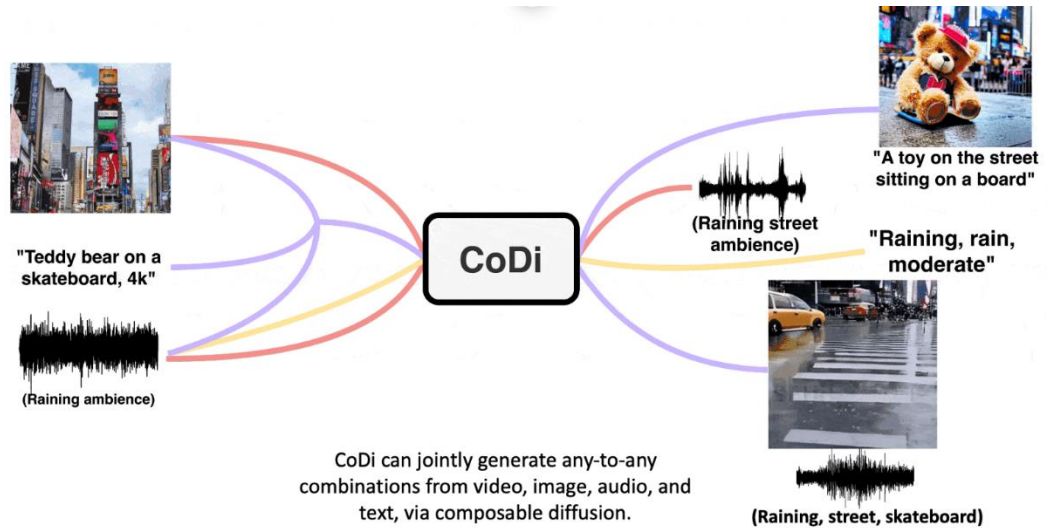 "Teddy bear on a
skateboard, 4k"
(Raining ambience)
CoDi
"A toy on the street
sitting on a board"
(Raining street
ambience)
"Raining, rain,
moderate"
(Raining, street, skateboard)
CoDi can jointly generate any-to-any
combinations from video, image, audio, and
text, via composable diffusion.